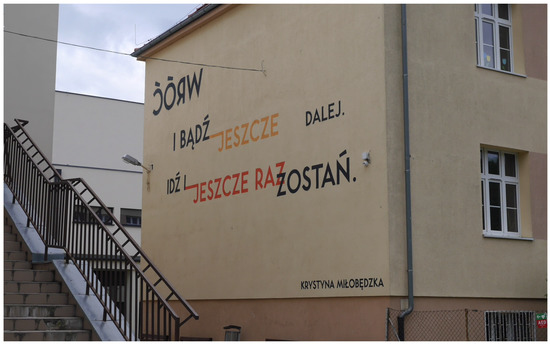 WRÓĆ
I BĄDŹ JESZCZE DALEJ.
IDŹ I JESZCZE RAZ ZOSTAŃ.
KRYSTYNA MIŁOBĘDZKA